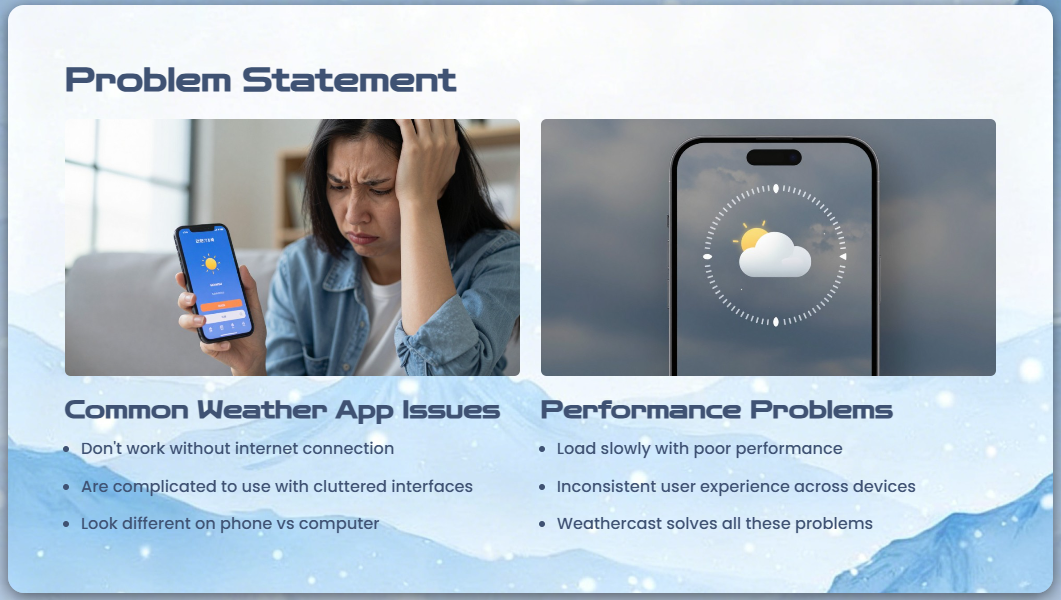 Problem Statement
Common Weather App Issues
Don't work without internet connection
Are complicated to use with cluttered interfaces
Look different on phone vs computer
Performance Problems
Load slowly with poor performance
Inconsistent user experience across devices
Weathercast solves all these problems